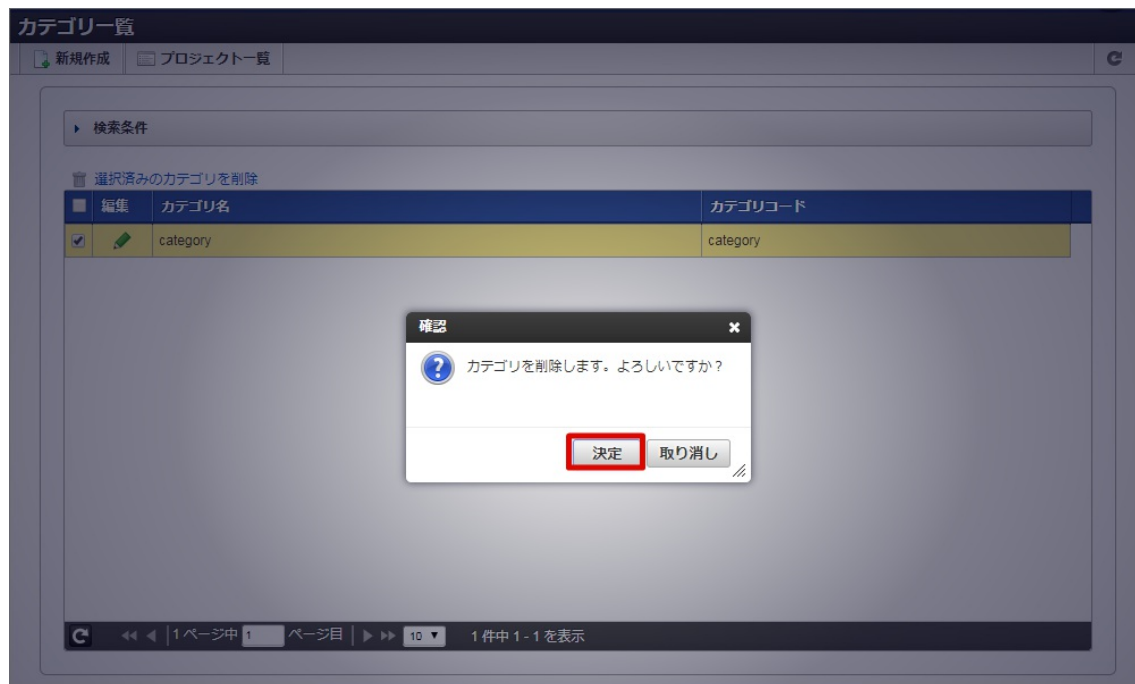 カテゴリ一覧
新規作成 プロジェクト一覧
検索条件
選択済みのカテゴリを削除
編集 カテゴリ名 カテゴリコード
category category
確認
カテゴリを削除します。よろしいですか？
決定 取り消し
1 ページ中 1 ページ目 10 1 件中 1 - 1 を表示